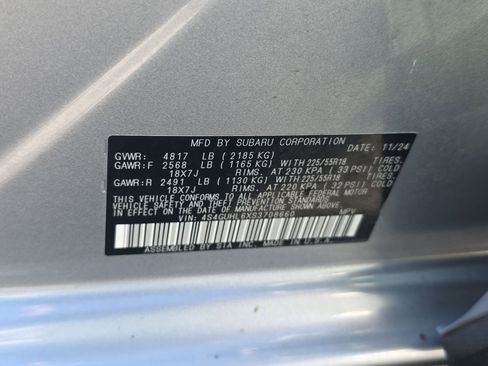 MFD BY SUBARU CORPORATION DATE: 11/24
GVWR: 4817 LB (2185 KG) TIRES.
GAWR:F 2568 LB (1165 KG) WITH 225/55R18
18X7J RIMS. AT 230 KPA (33 PSI) COLD TIRES.
GAWR:R 2491 LB (1130 KG) WITH 225/55R18
18X7J RIMS. AT 220 KPA (32 PSI) COLD
THIS VEHICLE CONFORMS TO ALL APPLICABLE FEDERAL MOTOR
VEHICLE SAFETY AND THEFT PREVENTION STANDARDS
IN EFFECT ON THE DATE OF MANUFACTURE SHOWN ABOVE.
VIN: 4S4GUHL6XS3708660 MPV
ASSEMBLED BY SIA INC. MADE IN U.S.A.